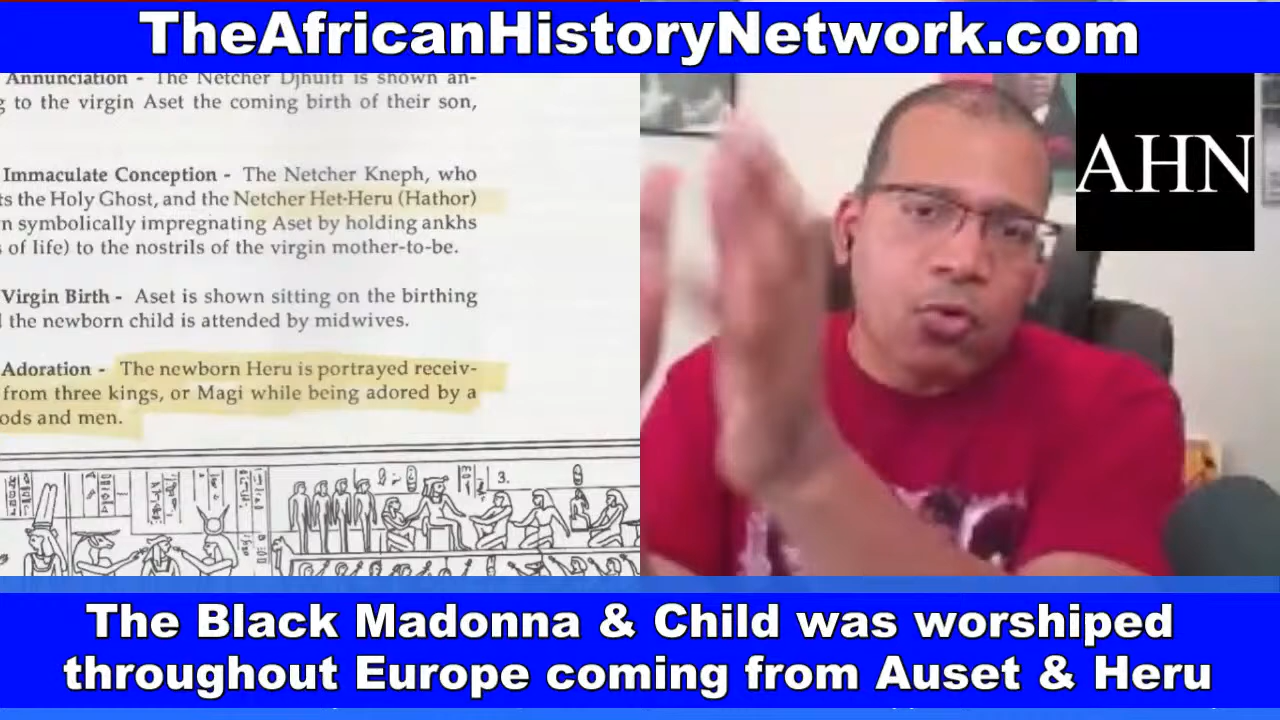 TheAfricanHistoryNetwork.com
Annunciation - The Netcher Djhuiti is shown an-
g to the virgin Aset the coming birth of their son,
Immaculate Conception - The Netcher Kneph, who
ts the Holy Ghost, and the Netcher Het-Heru (Hathor)
n symbolically impregnating Aset by holding ankhs
s of life) to the nostrils of the virgin mother-to-be.
Virgin Birth - Aset is shown sitting on the birthing
d the newborn child is attended by midwives.
Adoration - The newborn Heru is portrayed receiv-
from three kings, or Magi while being adored by a
ods and men.
3.
AHN
The Black Madonna & Child was worshiped
throughout Europe coming from Auset & Heru